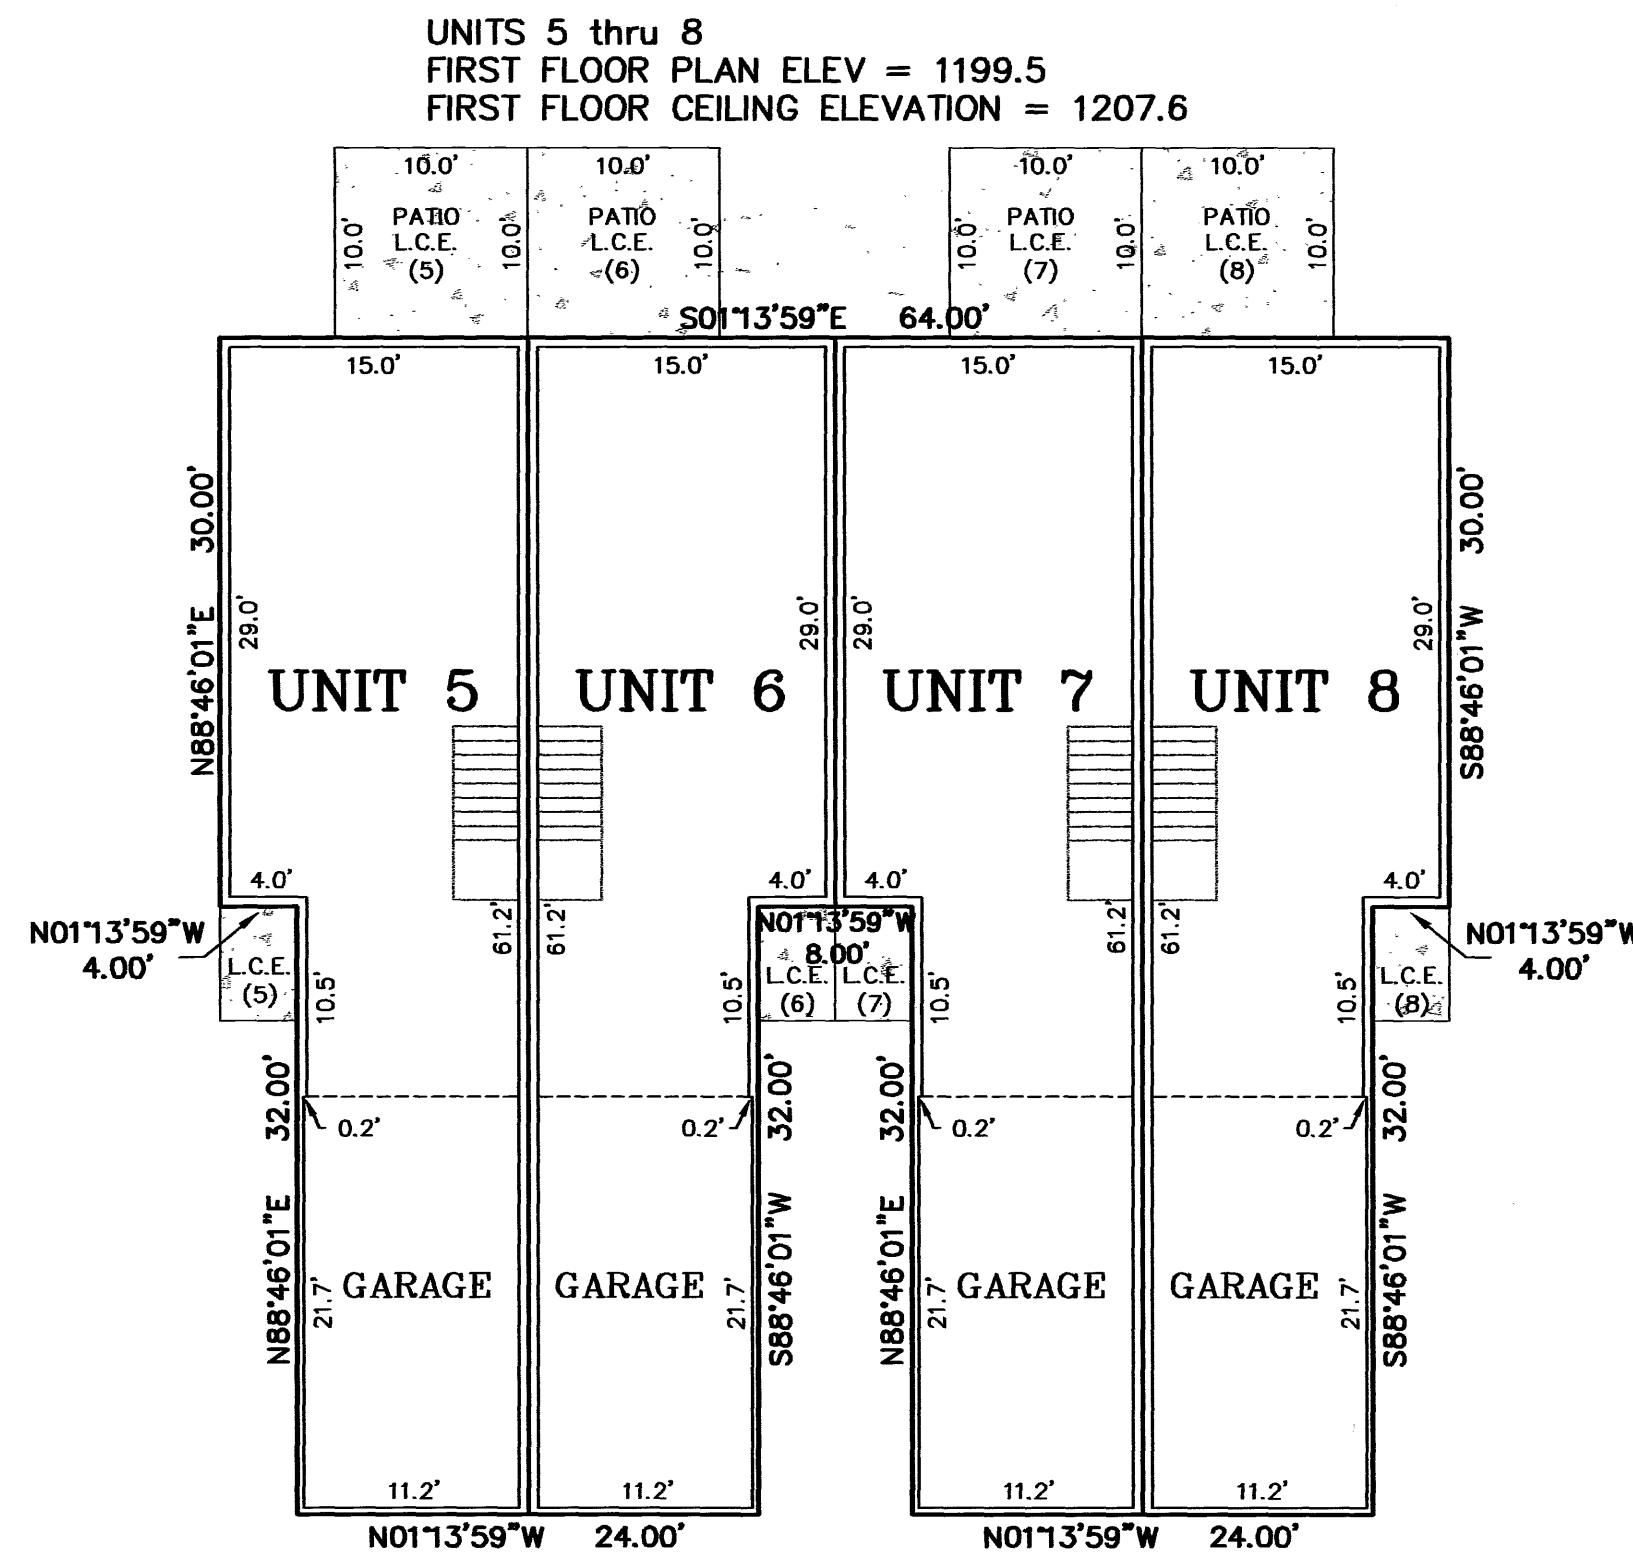 UNITS 5 thru 8
FIRST FLOOR PLAN ELEV = 1199.5
FIRST FLOOR CEILING ELEVATION = 1207.6
10.0' 10.0' 10.0' 10.0'
PATIO PATIO PATIO PATIO
10.0' L.C.E. 10.0' L.C.E. 10.0' 10.0' L.C.E. 10.0' L.C.E. 10.0'
(5) (6) (7) (8)
S01°13'59"E 64.00'
15.0' 15.0' 15.0' 15.0'
N88°46'01"E 30.00'
S88°46'01"W 30.00'
29.0' 29.0' 29.0' 29.0'
UNIT 5 UNIT 6 UNIT 7 UNIT 8
4.0' 4.0' 4.0' 4.0'
61.2' 61.2' 61.2' 61.2'
N01°13'59"W
4.00'
N01°13'59"W
8.00'
N01°13'59"W
4.00'
L.C.E. L.C.E. L.C.E. L.C.E.
(5) (6) (7) (8)
10.5' 10.5' 10.5' 10.5'
0.2' 0.2' 0.2' 0.2'
N88°46'01"E 32.00'
S88°46'01"W 32.00'
N88°46'01"E 32.00'
S88°46'01"W 32.00'
21.7' 21.7' 21.7' 21.7'
GARAGE GARAGE GARAGE GARAGE
11.2' 11.2' 11.2' 11.2'
N01°13'59"W 24.00' N01°13'59"W 24.00'